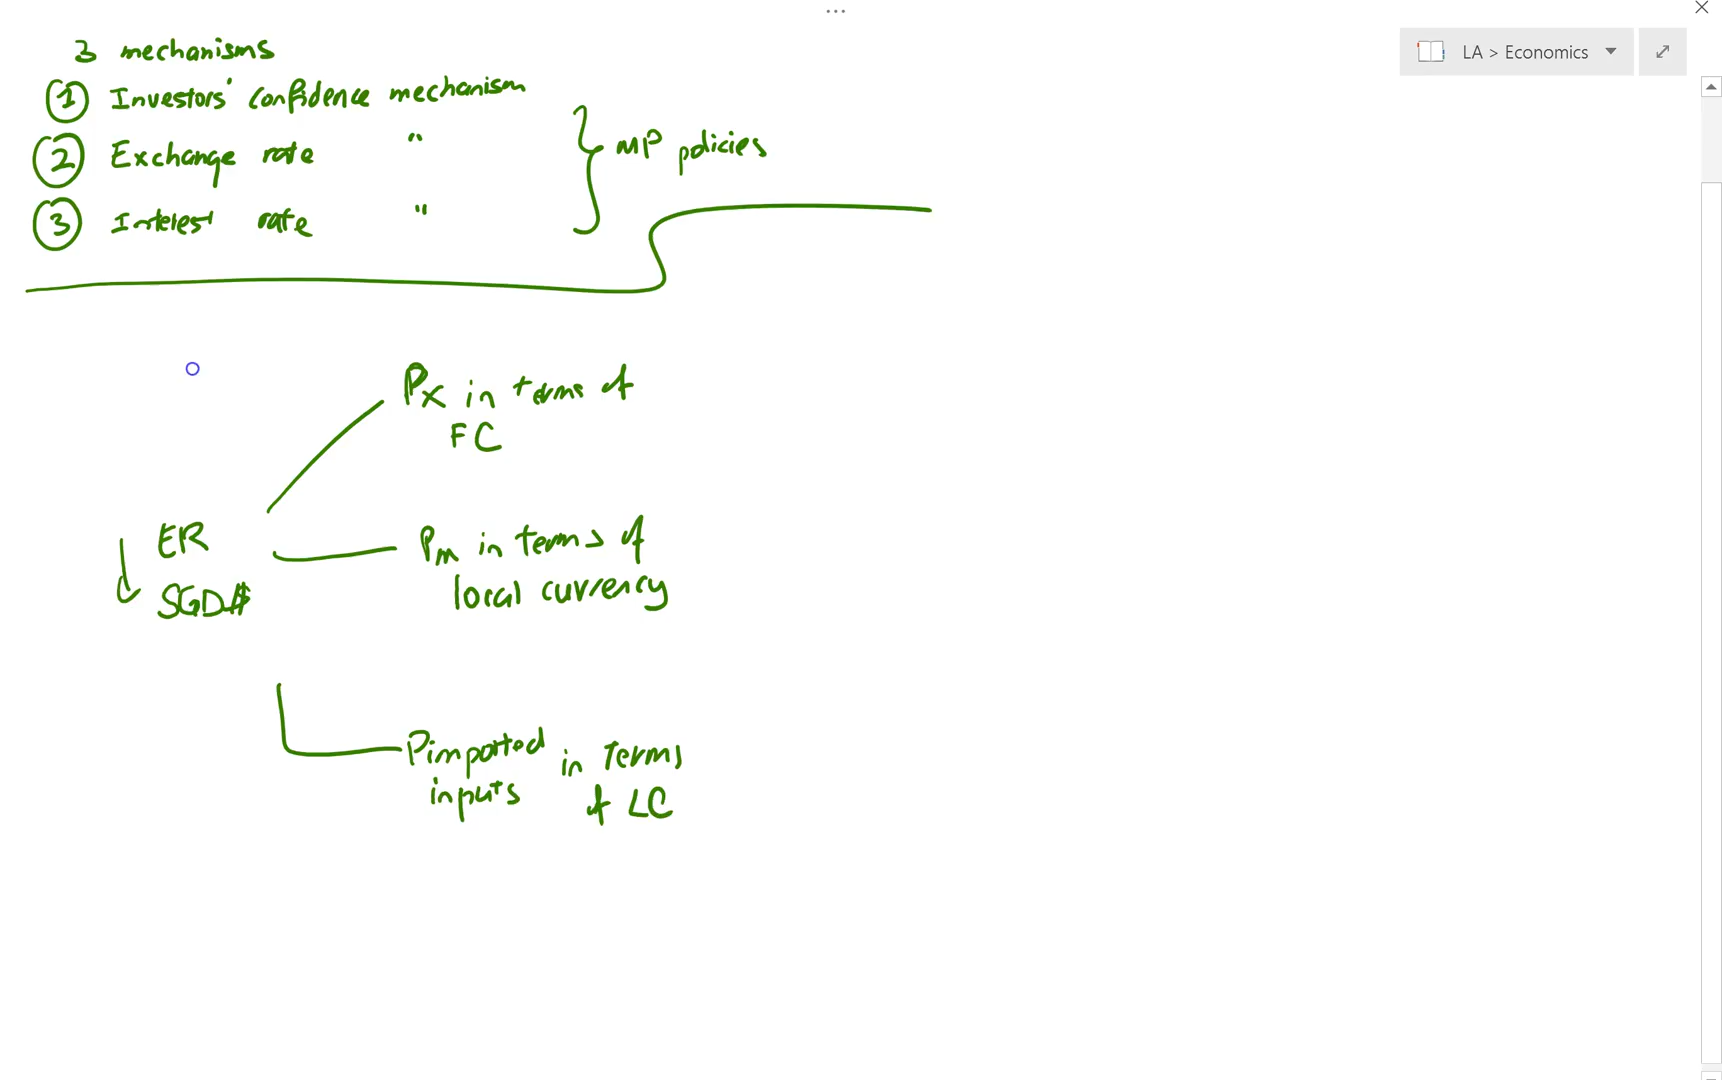 LA > Economics
3 mechanisms
① Investors' confidence mechanism
② Exchange rate "
③ Interest rate "
MP policies
Px in terms of
FC
ER
SGD$
Pm in terms of
local currency
Pimported in terms
inputs of LC